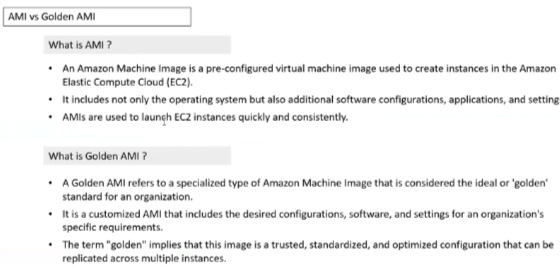 AMI vs Golden AMI
What is AMI ?
• An Amazon Machine Image is a pre-configured virtual machine image used to create instances in the Amazon
Elastic Compute Cloud (EC2).
• It includes not only the operating system but also additional software configurations, applications, and setting
• AMIs are used to launch EC2 instances quickly and consistently.
What is Golden AMI ?
• A Golden AMI refers to a specialized type of Amazon Machine Image that is considered the ideal or 'golden'
standard for an organization.
• It is a customized AMI that includes the desired configurations, software, and settings for an organization's
specific requirements.
• The term "golden" implies that this image is a trusted, standardized, and optimized configuration that can be
replicated across multiple instances.